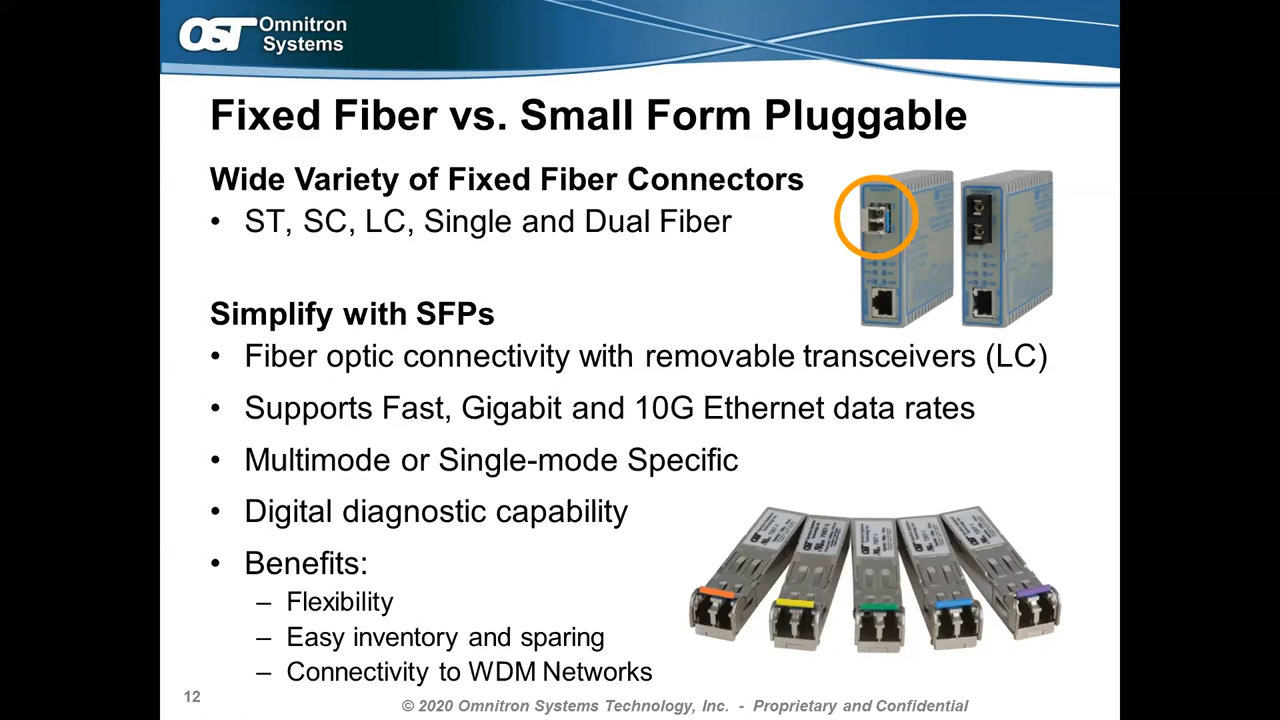 OST Omnitron
Systems
Fixed Fiber vs. Small Form Pluggable
Wide Variety of Fixed Fiber Connectors
• ST, SC, LC, Single and Dual Fiber
Simplify with SFPs
• Fiber optic connectivity with removable transceivers (LC)
• Supports Fast, Gigabit and 10G Ethernet data rates
• Multimode or Single-mode Specific
• Digital diagnostic capability
• Benefits:
– Flexibility
– Easy inventory and sparing
– Connectivity to WDM Networks
12
© 2020 Omnitron Systems Technology, Inc. - Proprietary and Confidential